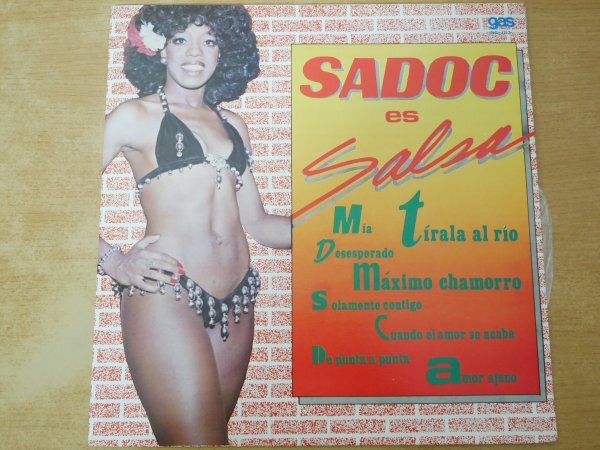 gas
SADOC
es
Salsa
Mía
tírala al río
Desesperado
Máximo chamorro
Solamente contigo
Cuando el amor se acaba
De punta a punta
amor ajeno